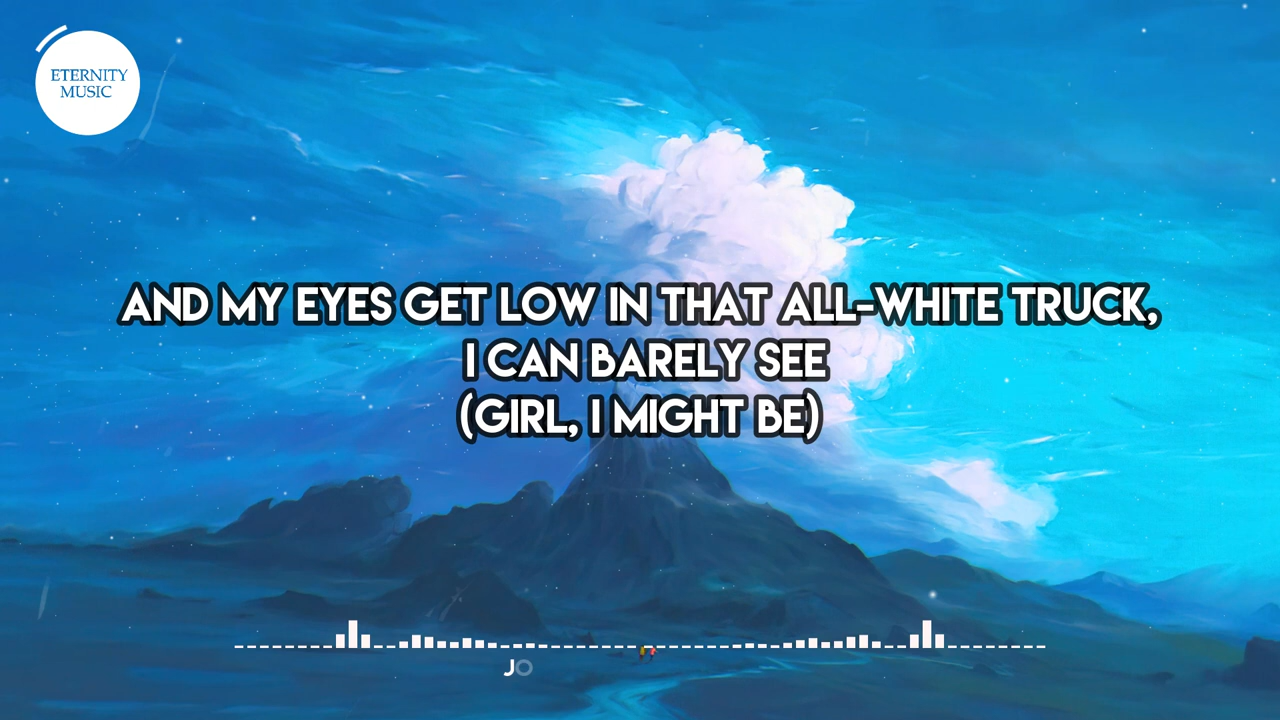 ETERNITY
MUSIC
AND MY EYES GET LOW IN THAT ALL-WHITE TRUCK,
I CAN BARELY SEE
(GIRL, I MIGHT BE)
JO